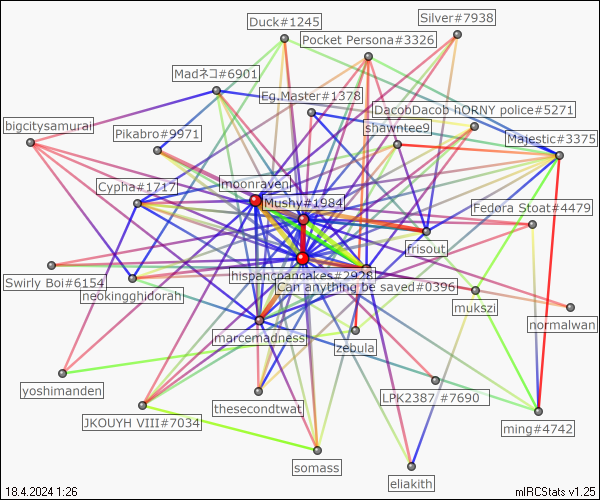 Duck#1245
Silver#7938
Pocket Persona#3326
Madネコ#6901
Eg.Master#1378
DacobDacob hORNY police#5271
bigcitysamurai
Pikabro#9971
shawntee9
Majestic#3375
moonraven
Cypha#1717
Mushy#1984
Fedora Stoat#4479
frisout
hispancpancakes#2928
Swirly Boi#6154
neokingghidorah
Can anything be saved#0396
mukszi
normalwan
marcemadness
zebula
yoshimanden
thesecondtwat
LPK2387 #7690
JKOUYH VIII#7034
ming#4742
somass
eliakith
18.4.2024 1:26
mIRCStats v1.25